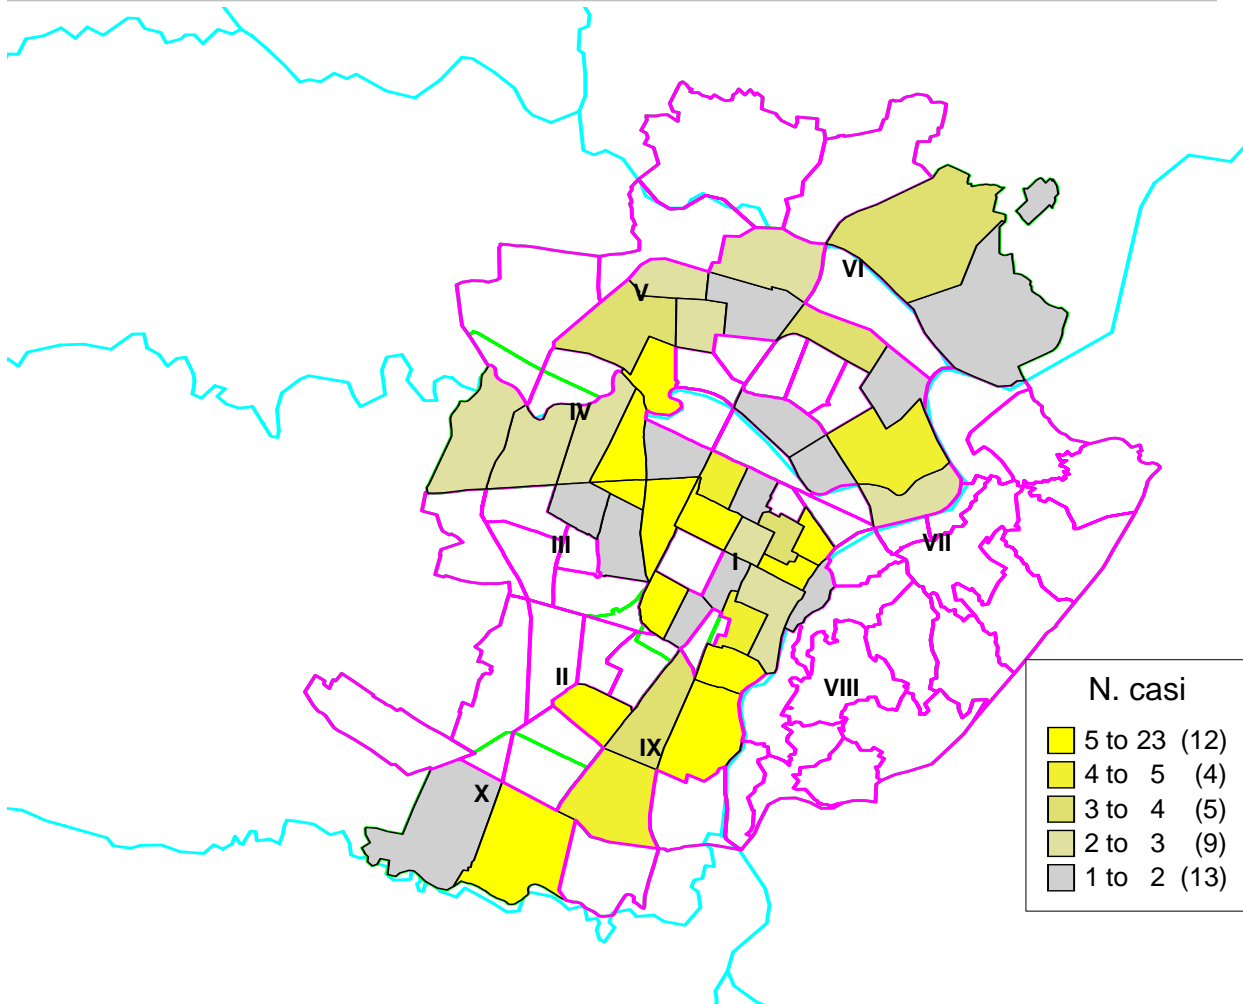 VI
V
IV
III
I
VII
II
VIII
IX
X
N. casi
5 to 23 (12)
4 to 5 (4)
3 to 4 (5)
2 to 3 (9)
1 to 2 (13)